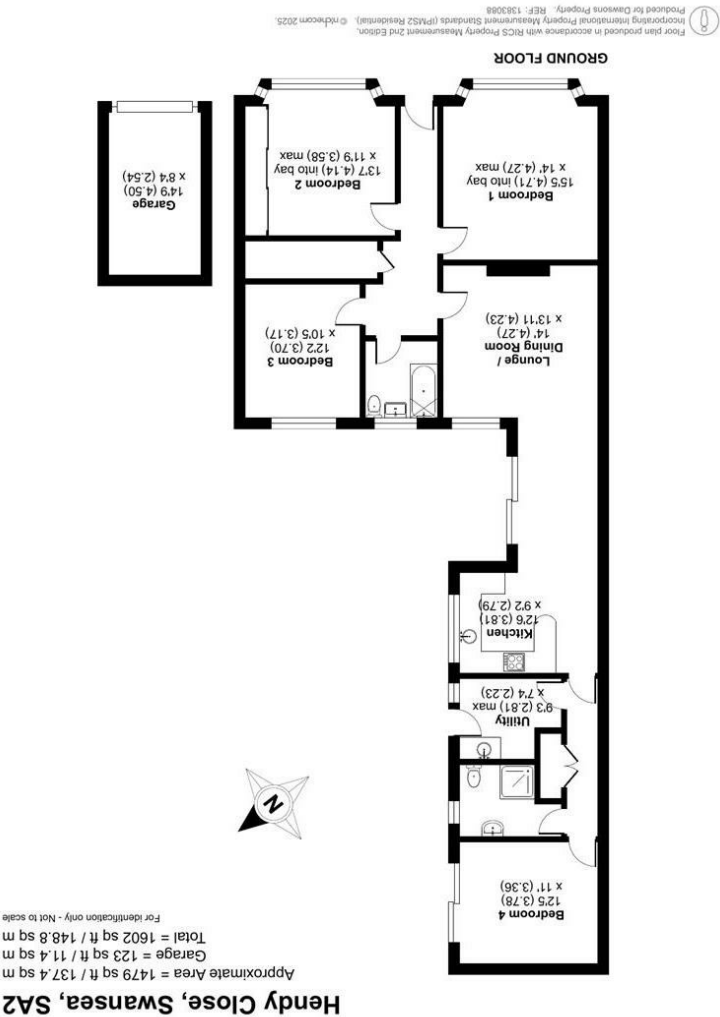 Hendy Close, Swansea, SA2
Approximate Area = 1479 sq ft / 137.4 sq m
Garage = 123 sq ft / 11.4 sq m
Total = 1602 sq ft / 148.8 sq m
For identification only - Not to scale
Bedroom 4
12'5 (3.78)
x 11' (3.36)
N
Utility
9'3 (2.81) max
x 7'4 (2.23)
Kitchen
12'6 (3.81)
x 9'2 (2.79)
Lounge /
Dining Room
14' (4.27)
x 13'11 (4.23)
Bedroom 3
12'2 (3.70)
x 10'5 (3.17)
Bedroom 1
15'5 (4.71) into bay
x 14' (4.27) max
Bedroom 2
13'7 (4.14) into bay
x 11'9 (3.58) max
Garage
14'9 (4.50)
x 8'4 (2.54)
GROUND FLOOR
Floor plan produced in accordance with RICS Property Measurement 2nd Edition,
Incorporating International Property Measurement Standards (IPMS2 Residential). © nichecom 2025.
Produced for Dawsons Property. REF: 1383088